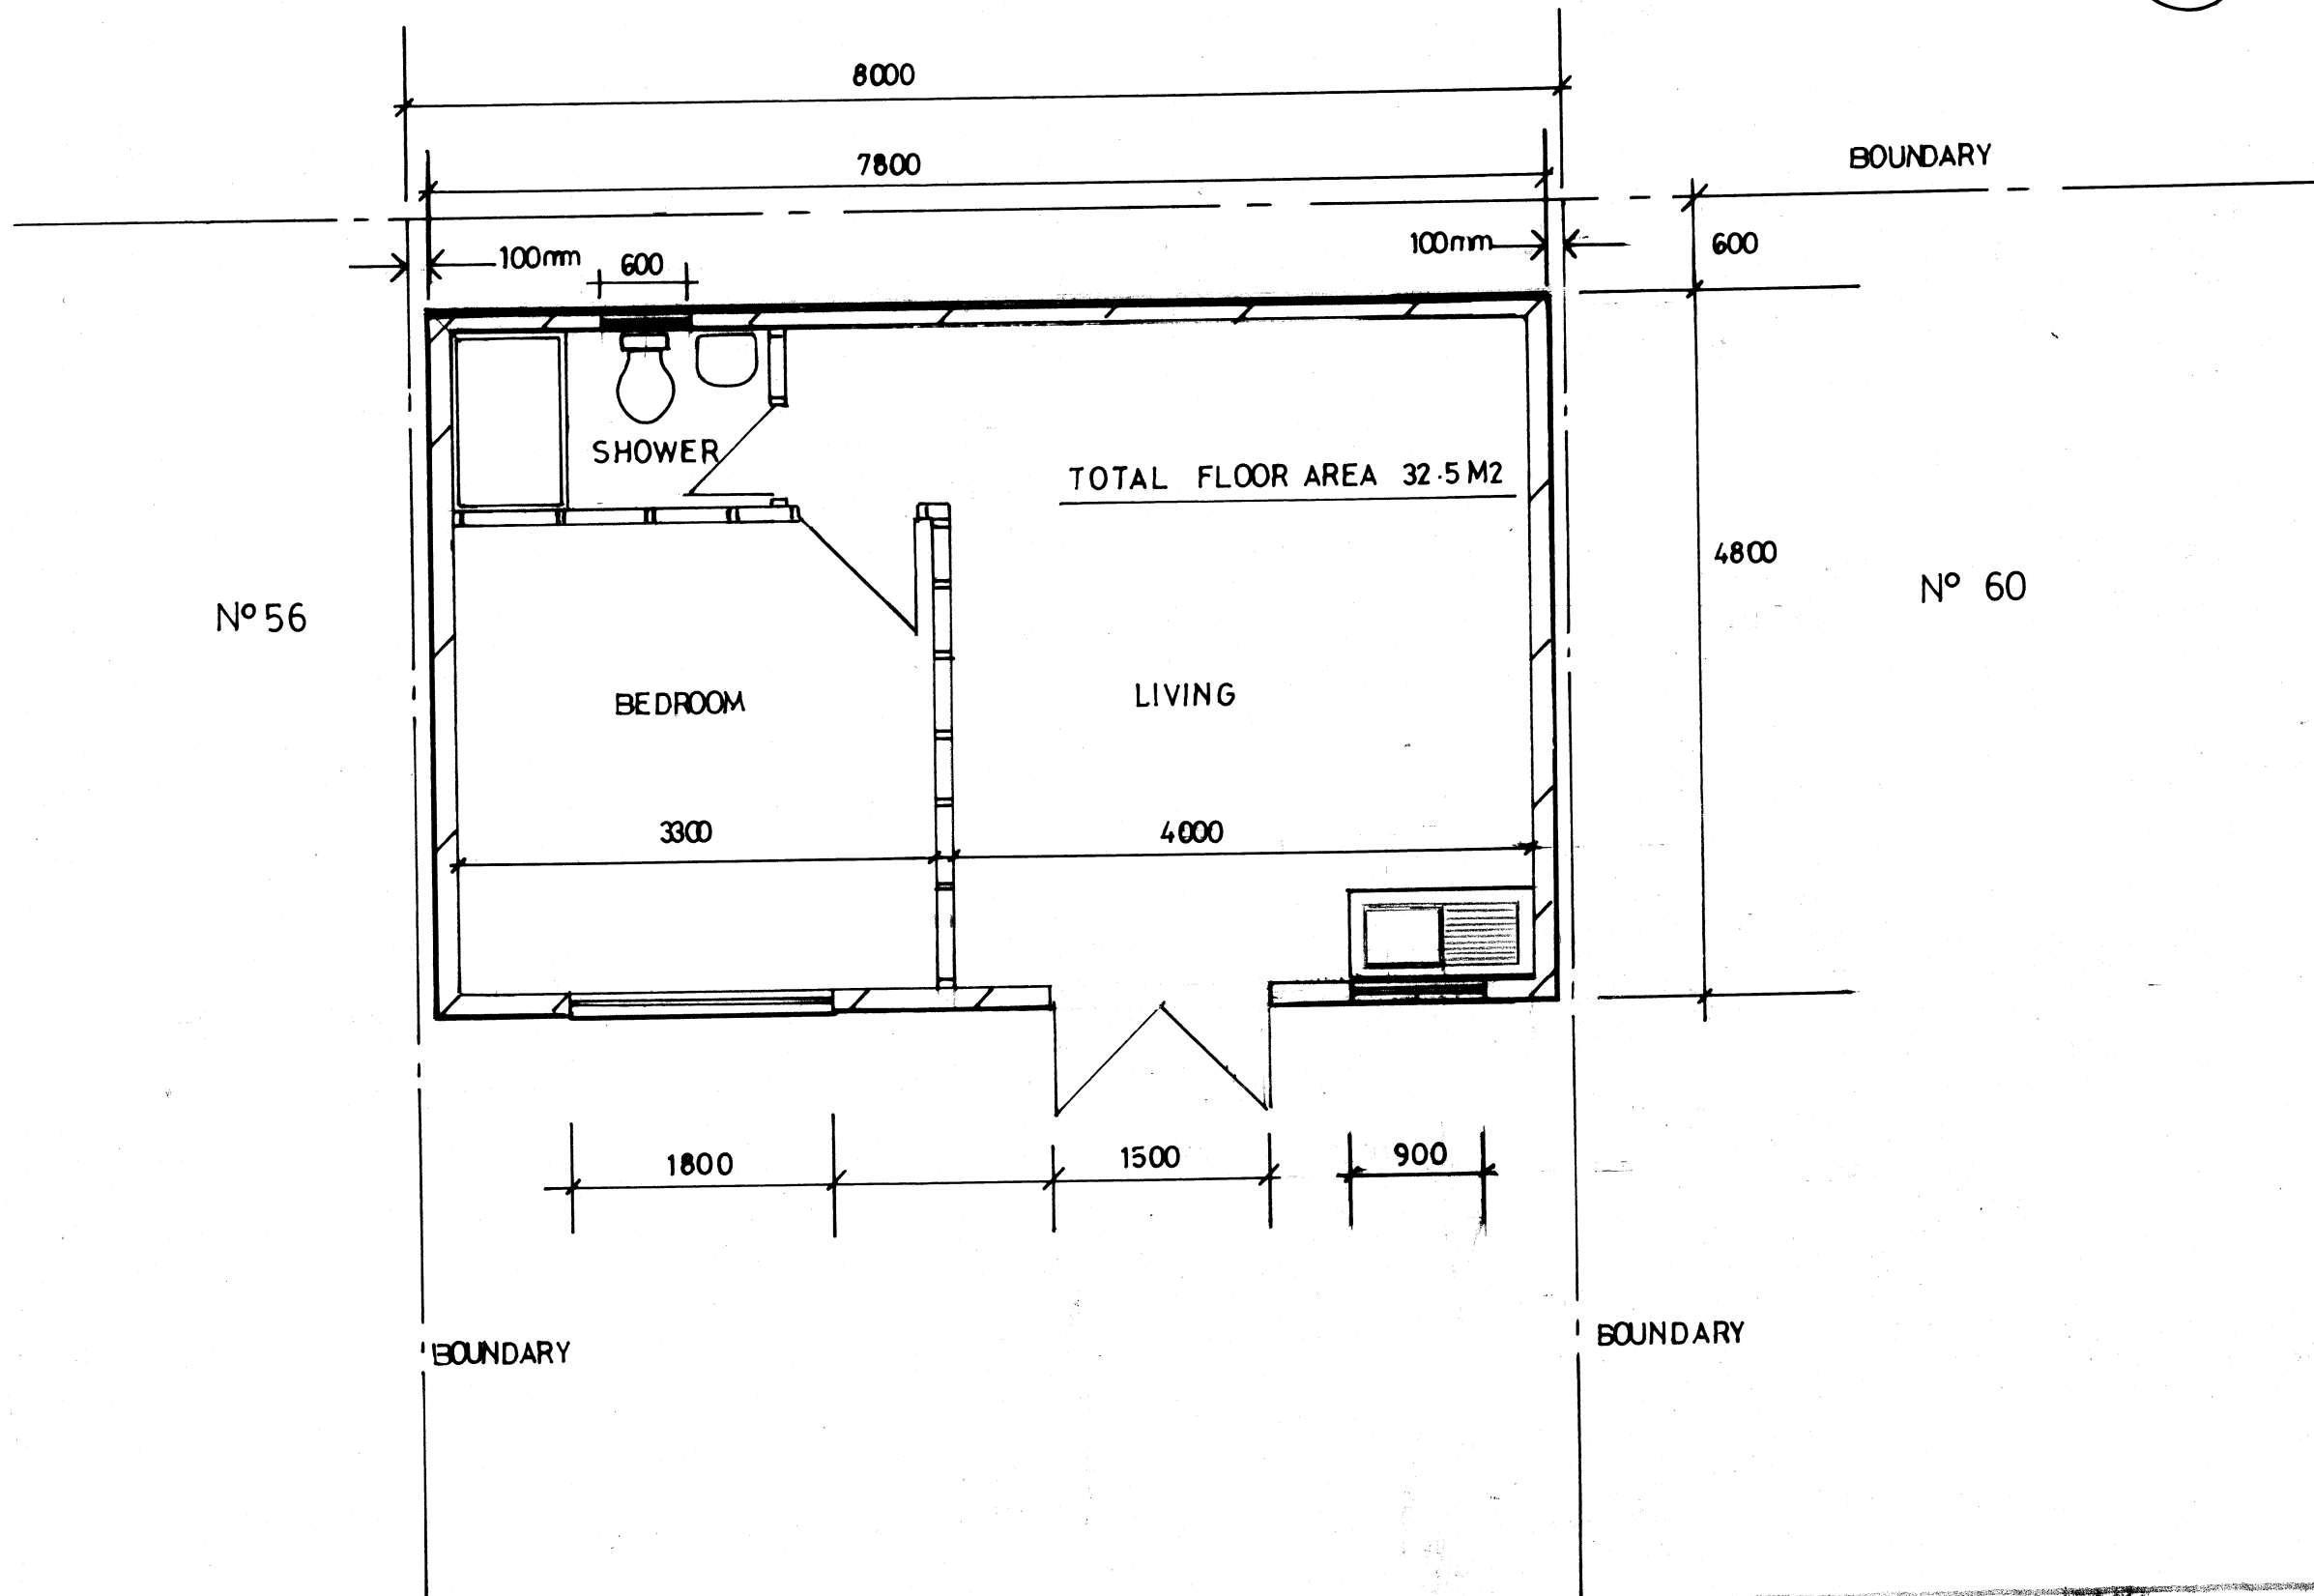 8000
7800
BOUNDARY
100mm
600
100mm
600
SHOWER
TOTAL FLOOR AREA 32.5 M2
4800
Nº 56
Nº 60
BEDROOM
LIVING
3300
4000
1800
1500
900
BOUNDARY
BOUNDARY